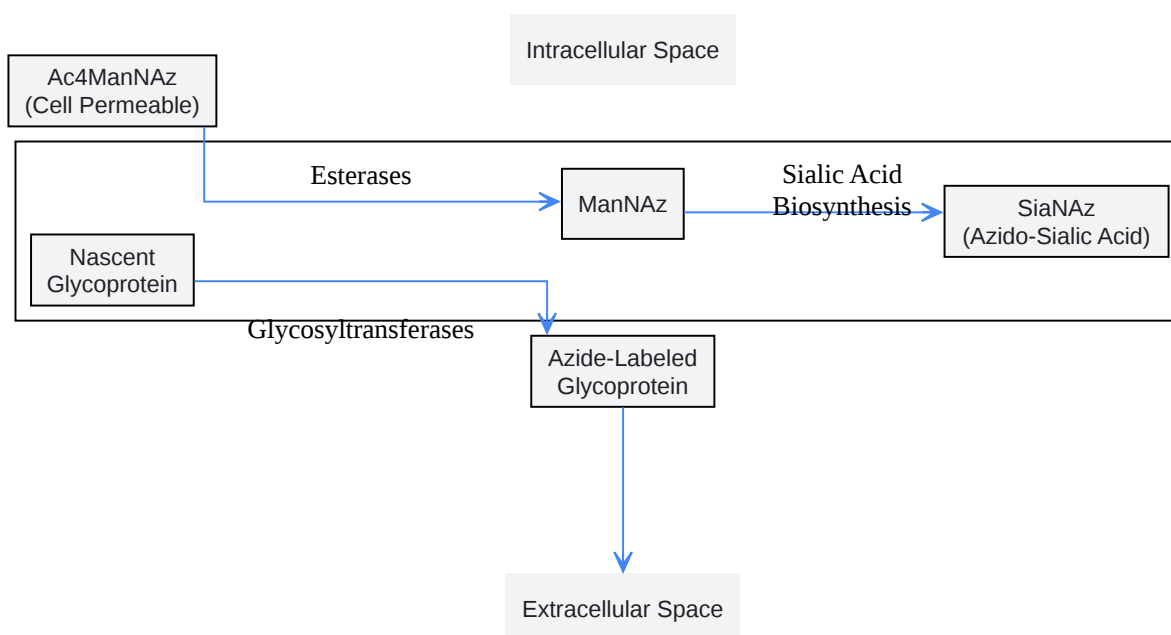 Intracellular Space
Ac4ManNAz
(Cell Permeable)
Esterases
ManNAz
Sialic Acid
Biosynthesis
SiaNAz
(Azido-Sialic Acid)
Nascent
Glycoprotein
Glycosyltransferases
Azide-Labeled
Glycoprotein
Extracellular Space